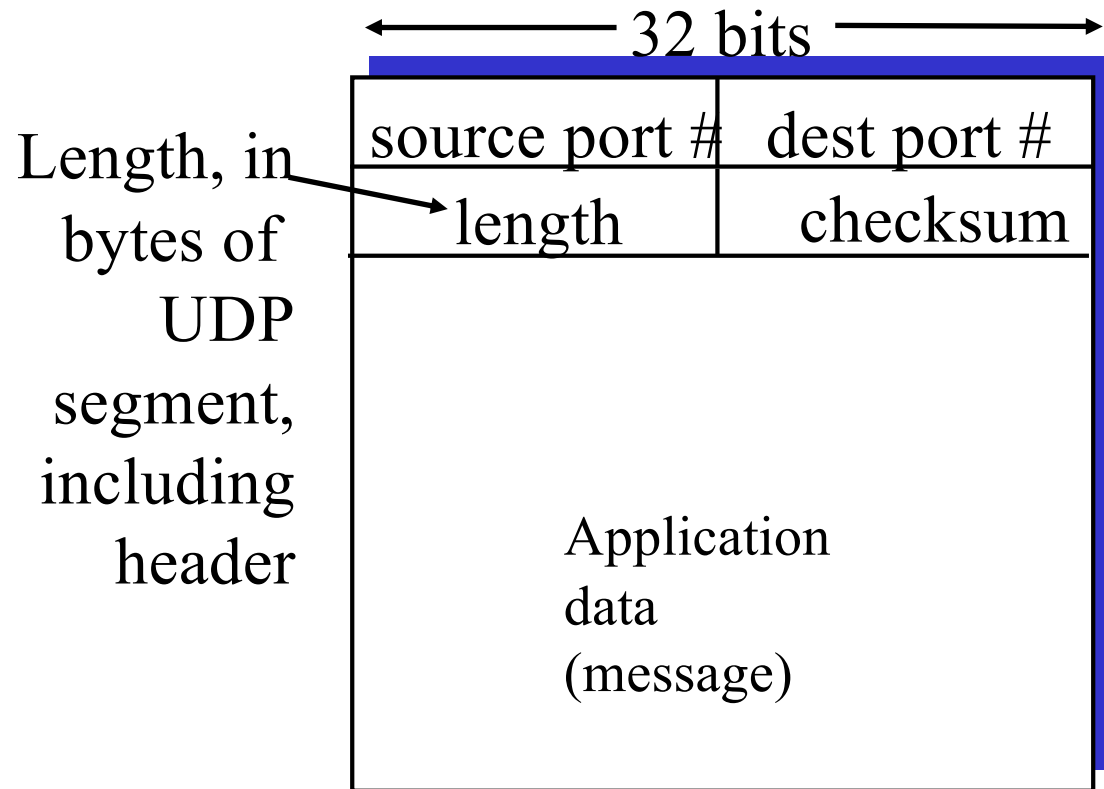 32 bits
Length, in
bytes of
UDP
segment,
including
header
source port # dest port #
length checksum
Application
data
(message)